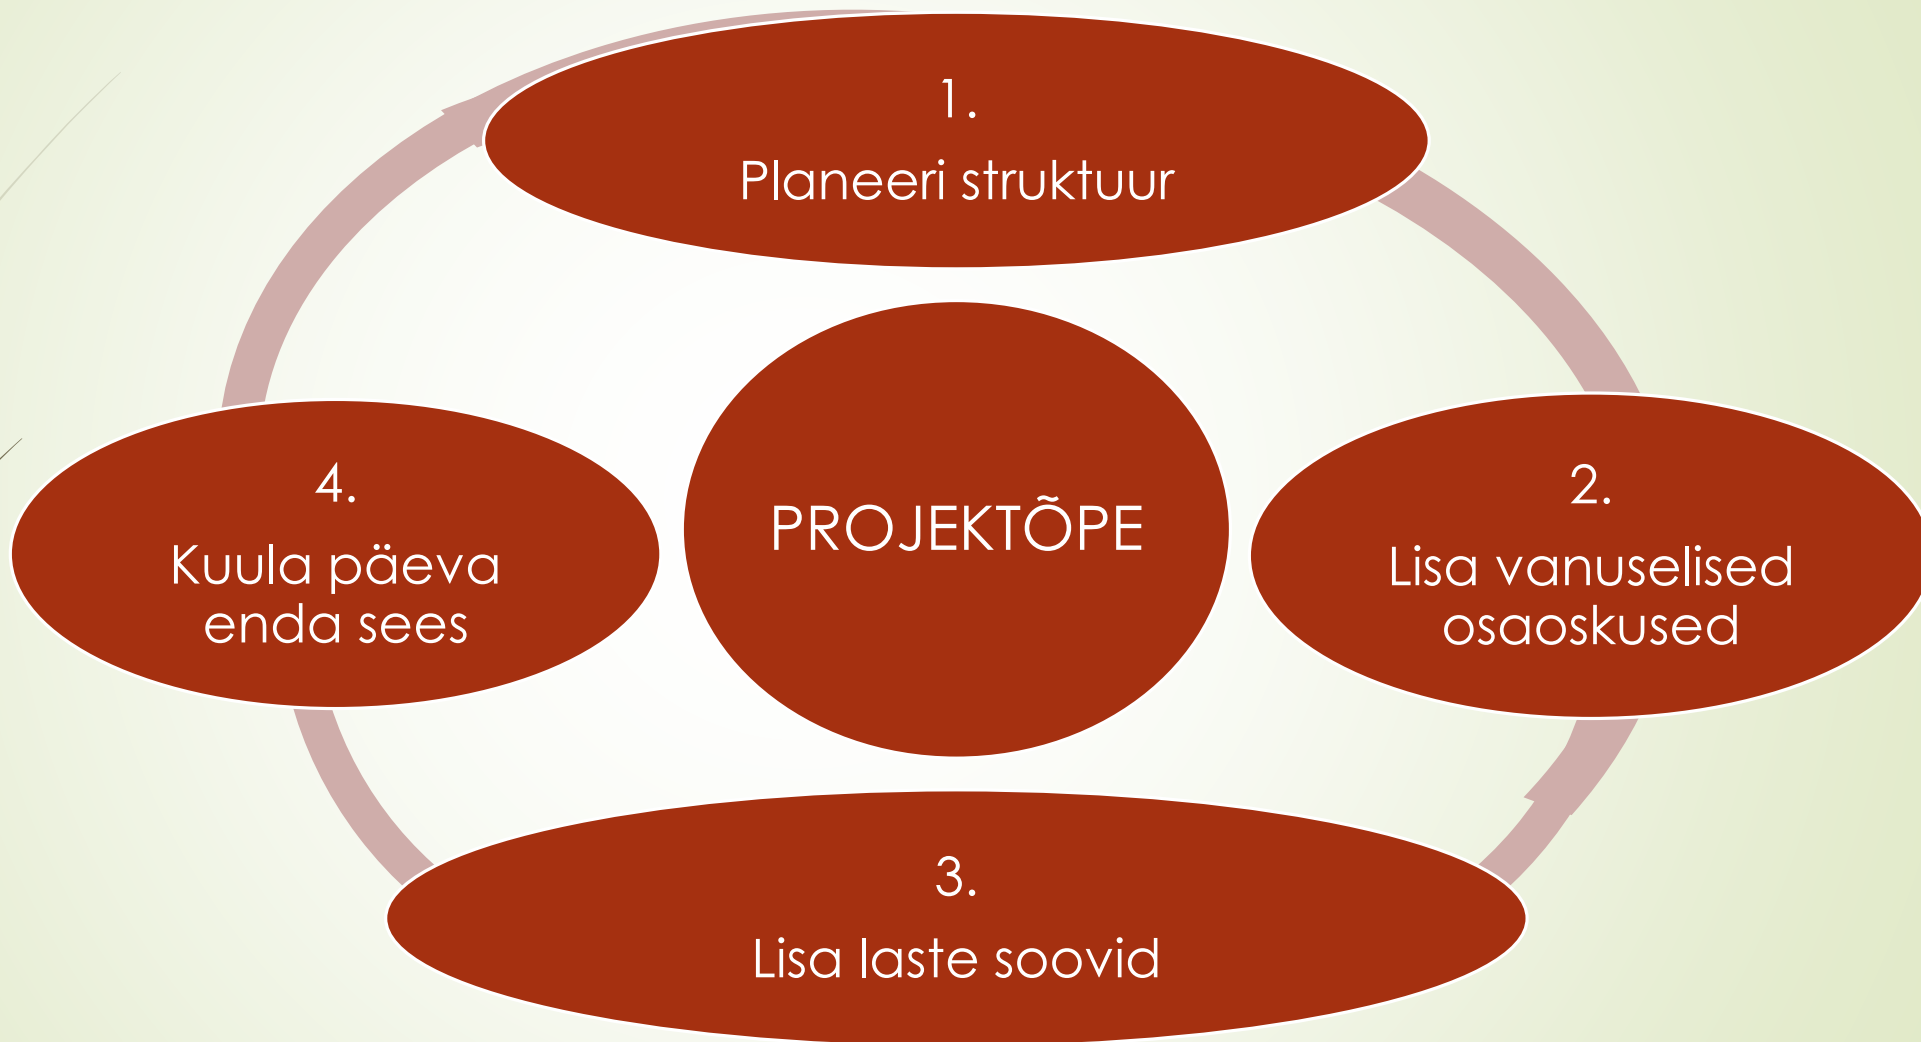 1.
Planeeri struktuur
PROJEKTÕPE
2.
Lisa vanuselised
osaoskused
3.
Lisa laste soovid
4.
Kuula päeva
enda sees